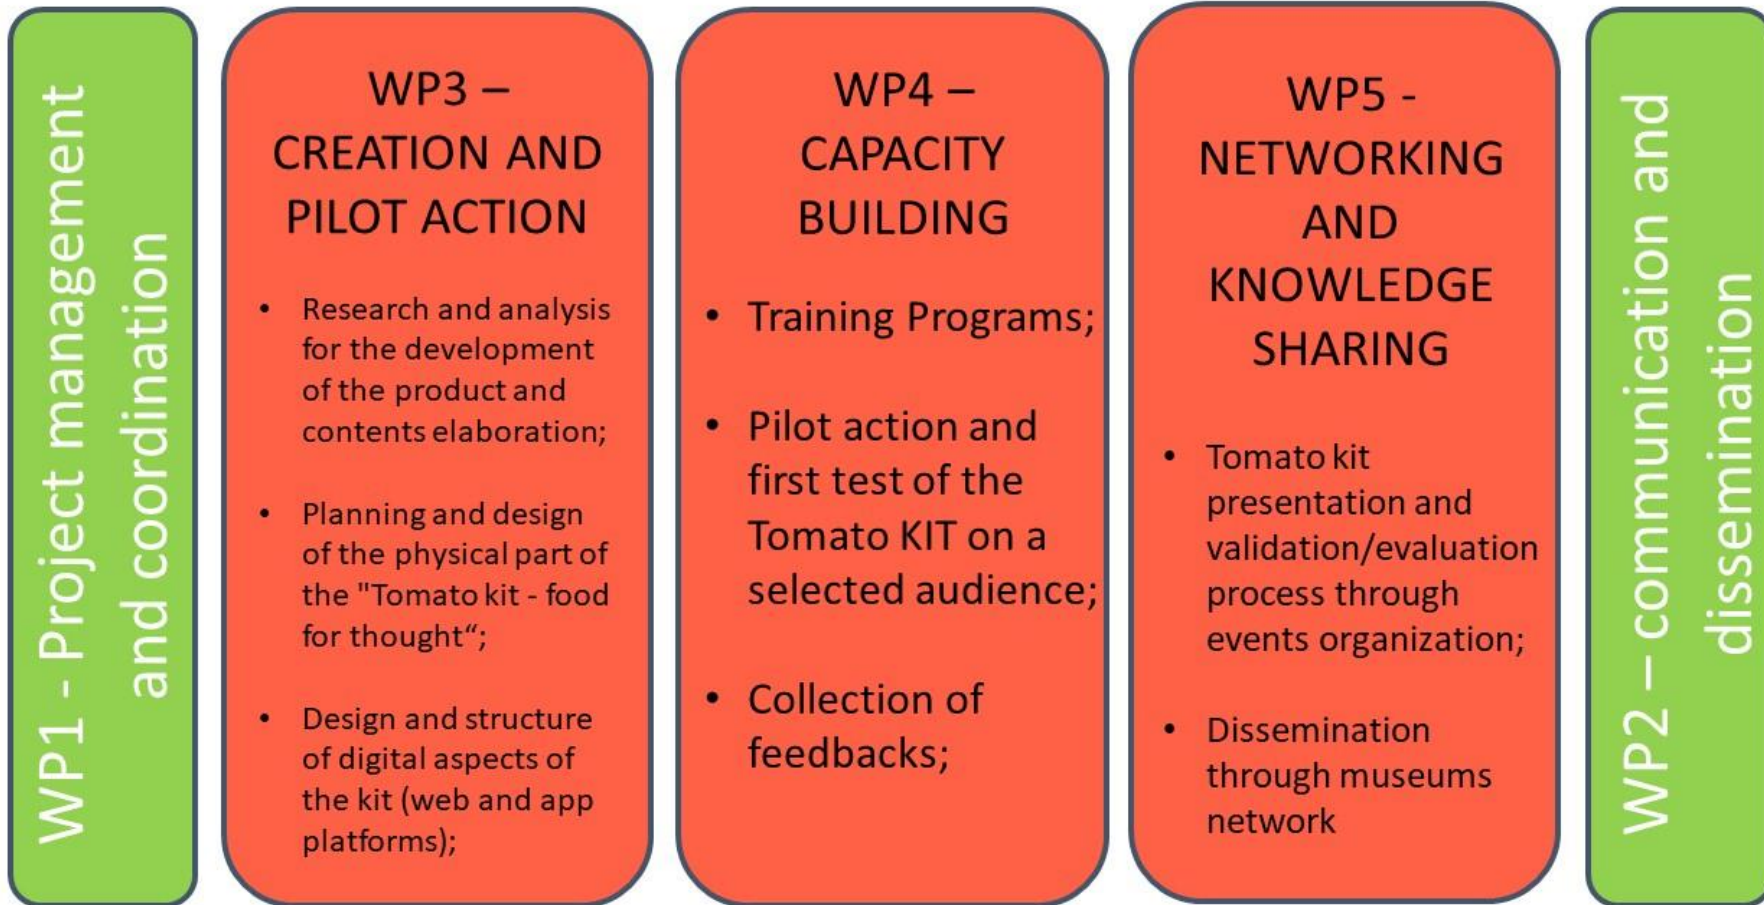 WP1 - Project management
and coordination
WP3 –
CREATION AND
PILOT ACTION
• Research and analysis
for the development
of the product and
contents elaboration;
• Planning and design
of the physical part of
the "Tomato kit - food
for thought“;
• Design and structure
of digital aspects of
the kit (web and app
platforms);
WP4 –
CAPACITY
BUILDING
• Training Programs;
• Pilot action and
first test of the
Tomato KIT on a
selected audience;
• Collection of
feedbacks;
WP5 -
NETWORKING
AND
KNOWLEDGE
SHARING
• Tomato kit
presentation and
validation/evaluation
process through
events organization;
• Dissemination
through museums
network
WP2 – communication and
dissemination